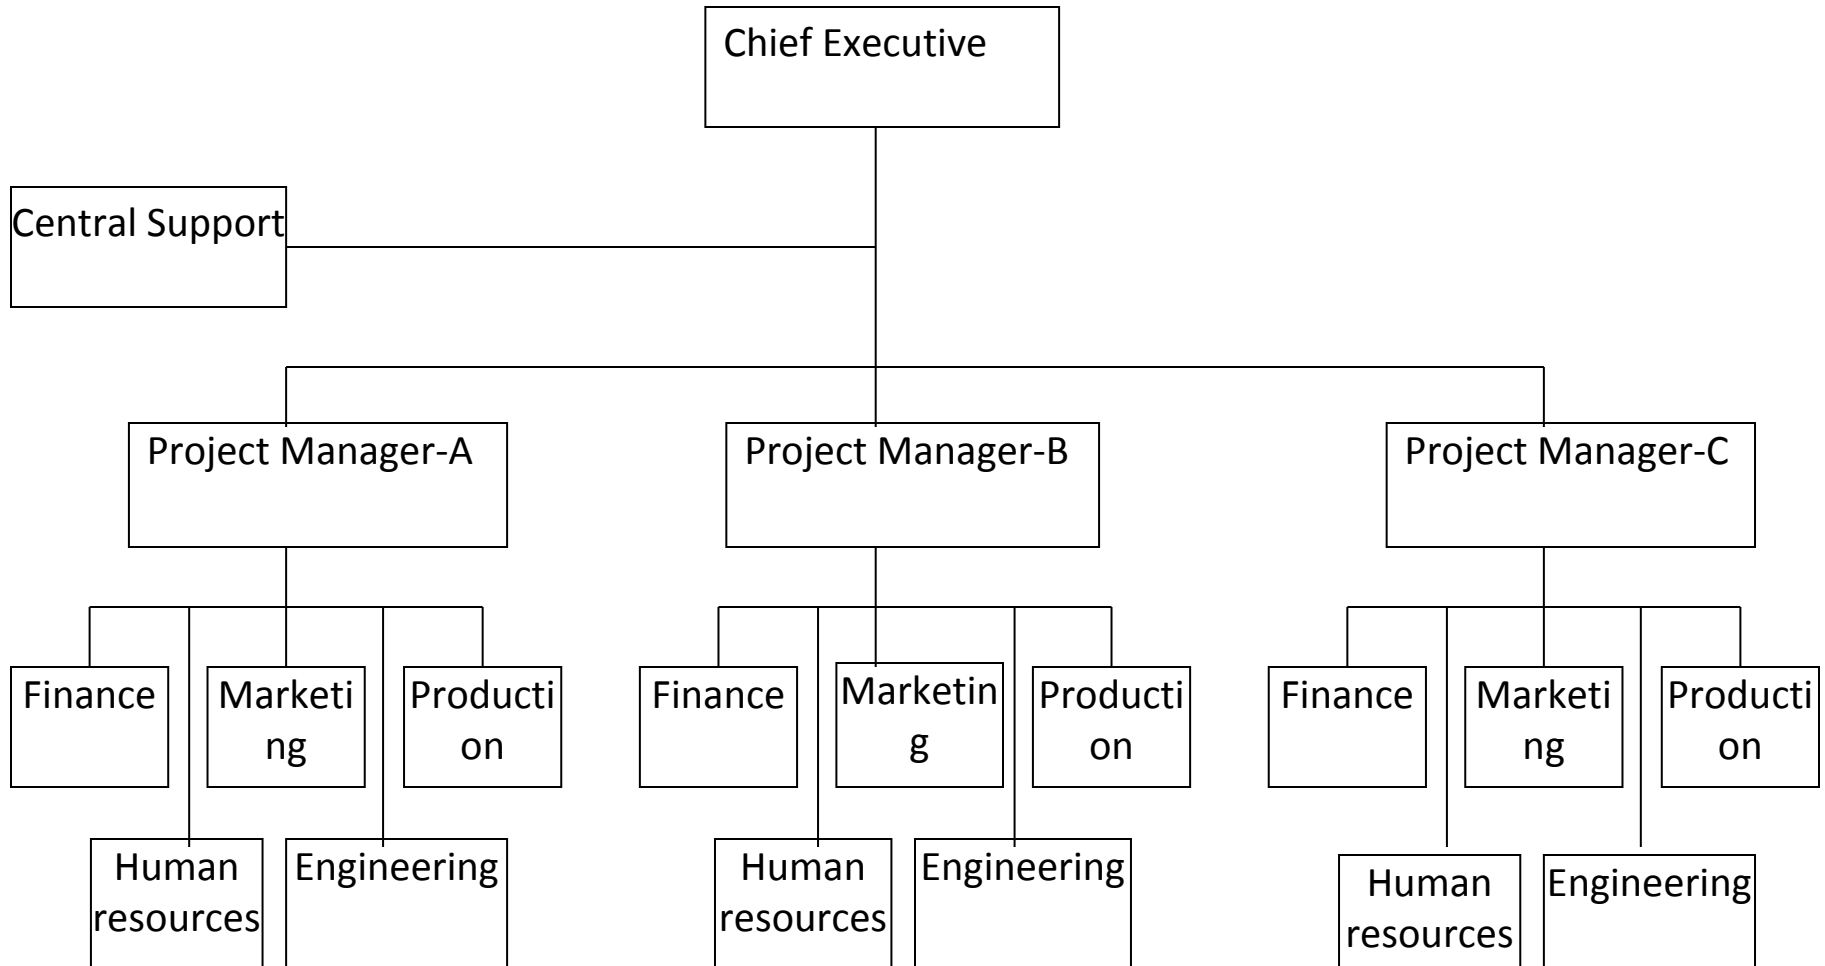 Chief Executive
Central Support
Project Manager-A
Project Manager-B
Project Manager-C
Finance
Marketi
ng
Producti
on
Finance
Marketin
g
Producti
on
Finance
Marketi
ng
Producti
on
Human
resources
Engineering
Human
resources
Engineering
Human
resources
Engineering